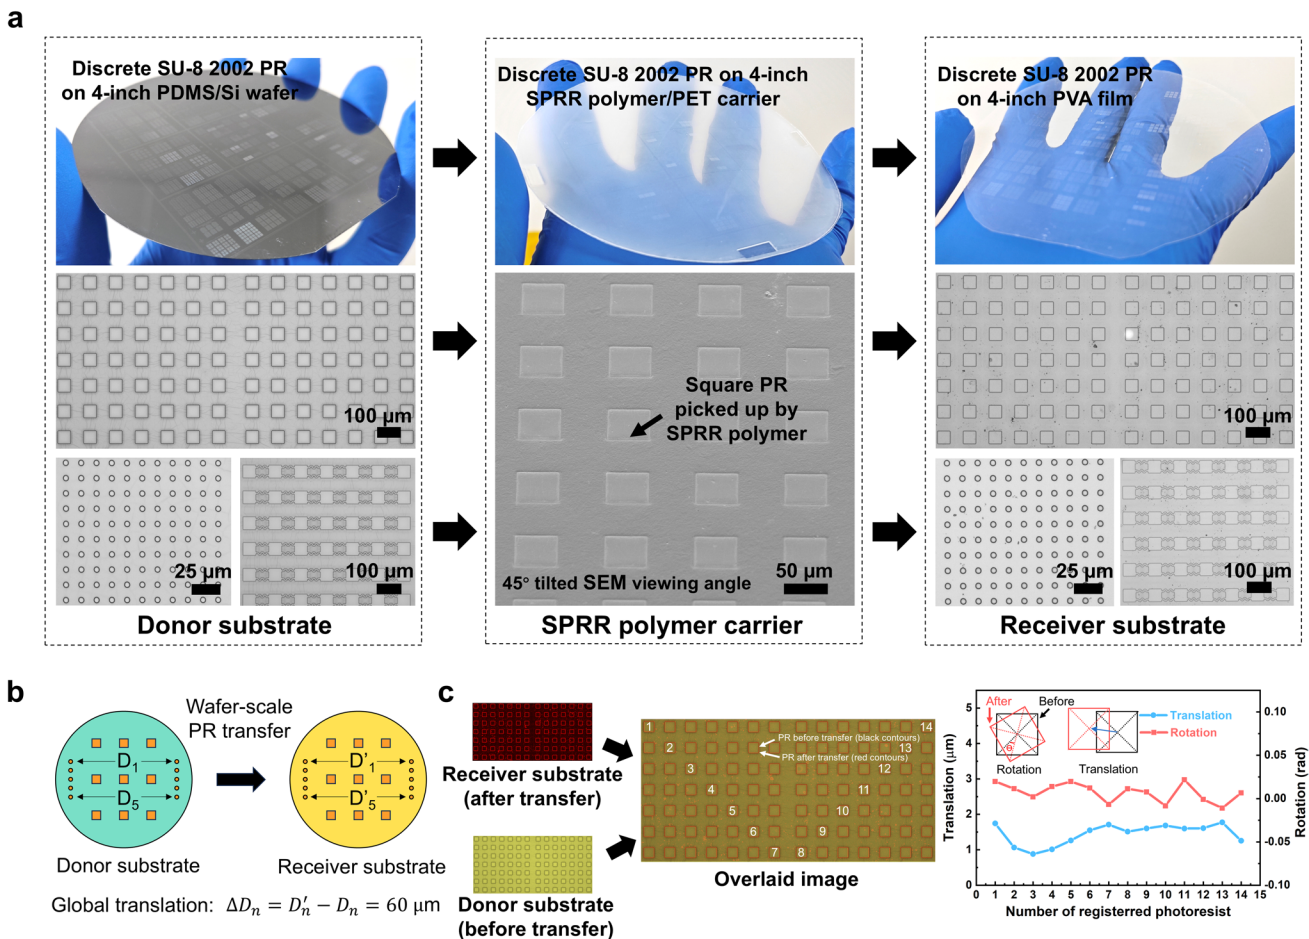 a
Discrete SU-8 2002 PR
on 4-inch PDMS/Si wafer
Discrete SU-8 2002 PR on 4-inch
SPRR polymer/PET carrier
Discrete SU-8 2002 PR
on 4-inch PVA film
100 μm
25 μm
100 μm
Donor substrate
Square PR
picked up by
SPRR polymer
45° tilted SEM viewing angle
50 μm
SPRR polymer carrier
100 μm
25 μm
100 μm
Receiver substrate
b
Wafer-scale
PR transfer
D1
D5
D'1
D'5
Donor substrate
Receiver substrate
Global translation: ΔDn = D'n − Dn = 60 μm
c
Receiver substrate
(after transfer)
Donor substrate
(before transfer)
1
14
PR before transfer (black contours)
2
13
PR after transfer (red contours)
3
12
4
11
5
10
6
9
7
8
Overlaid image
After
Before
θ
Rotation
Translation
Translation
Rotation
Translation (μm)
5
4
3
2
1
0
0 1 2 3 4 5 6 7 8 9 10 11 12 13 14 15
Number of registerred photoresist
0.10
0.05
0.00
-0.05
-0.10
Rotation (rad)